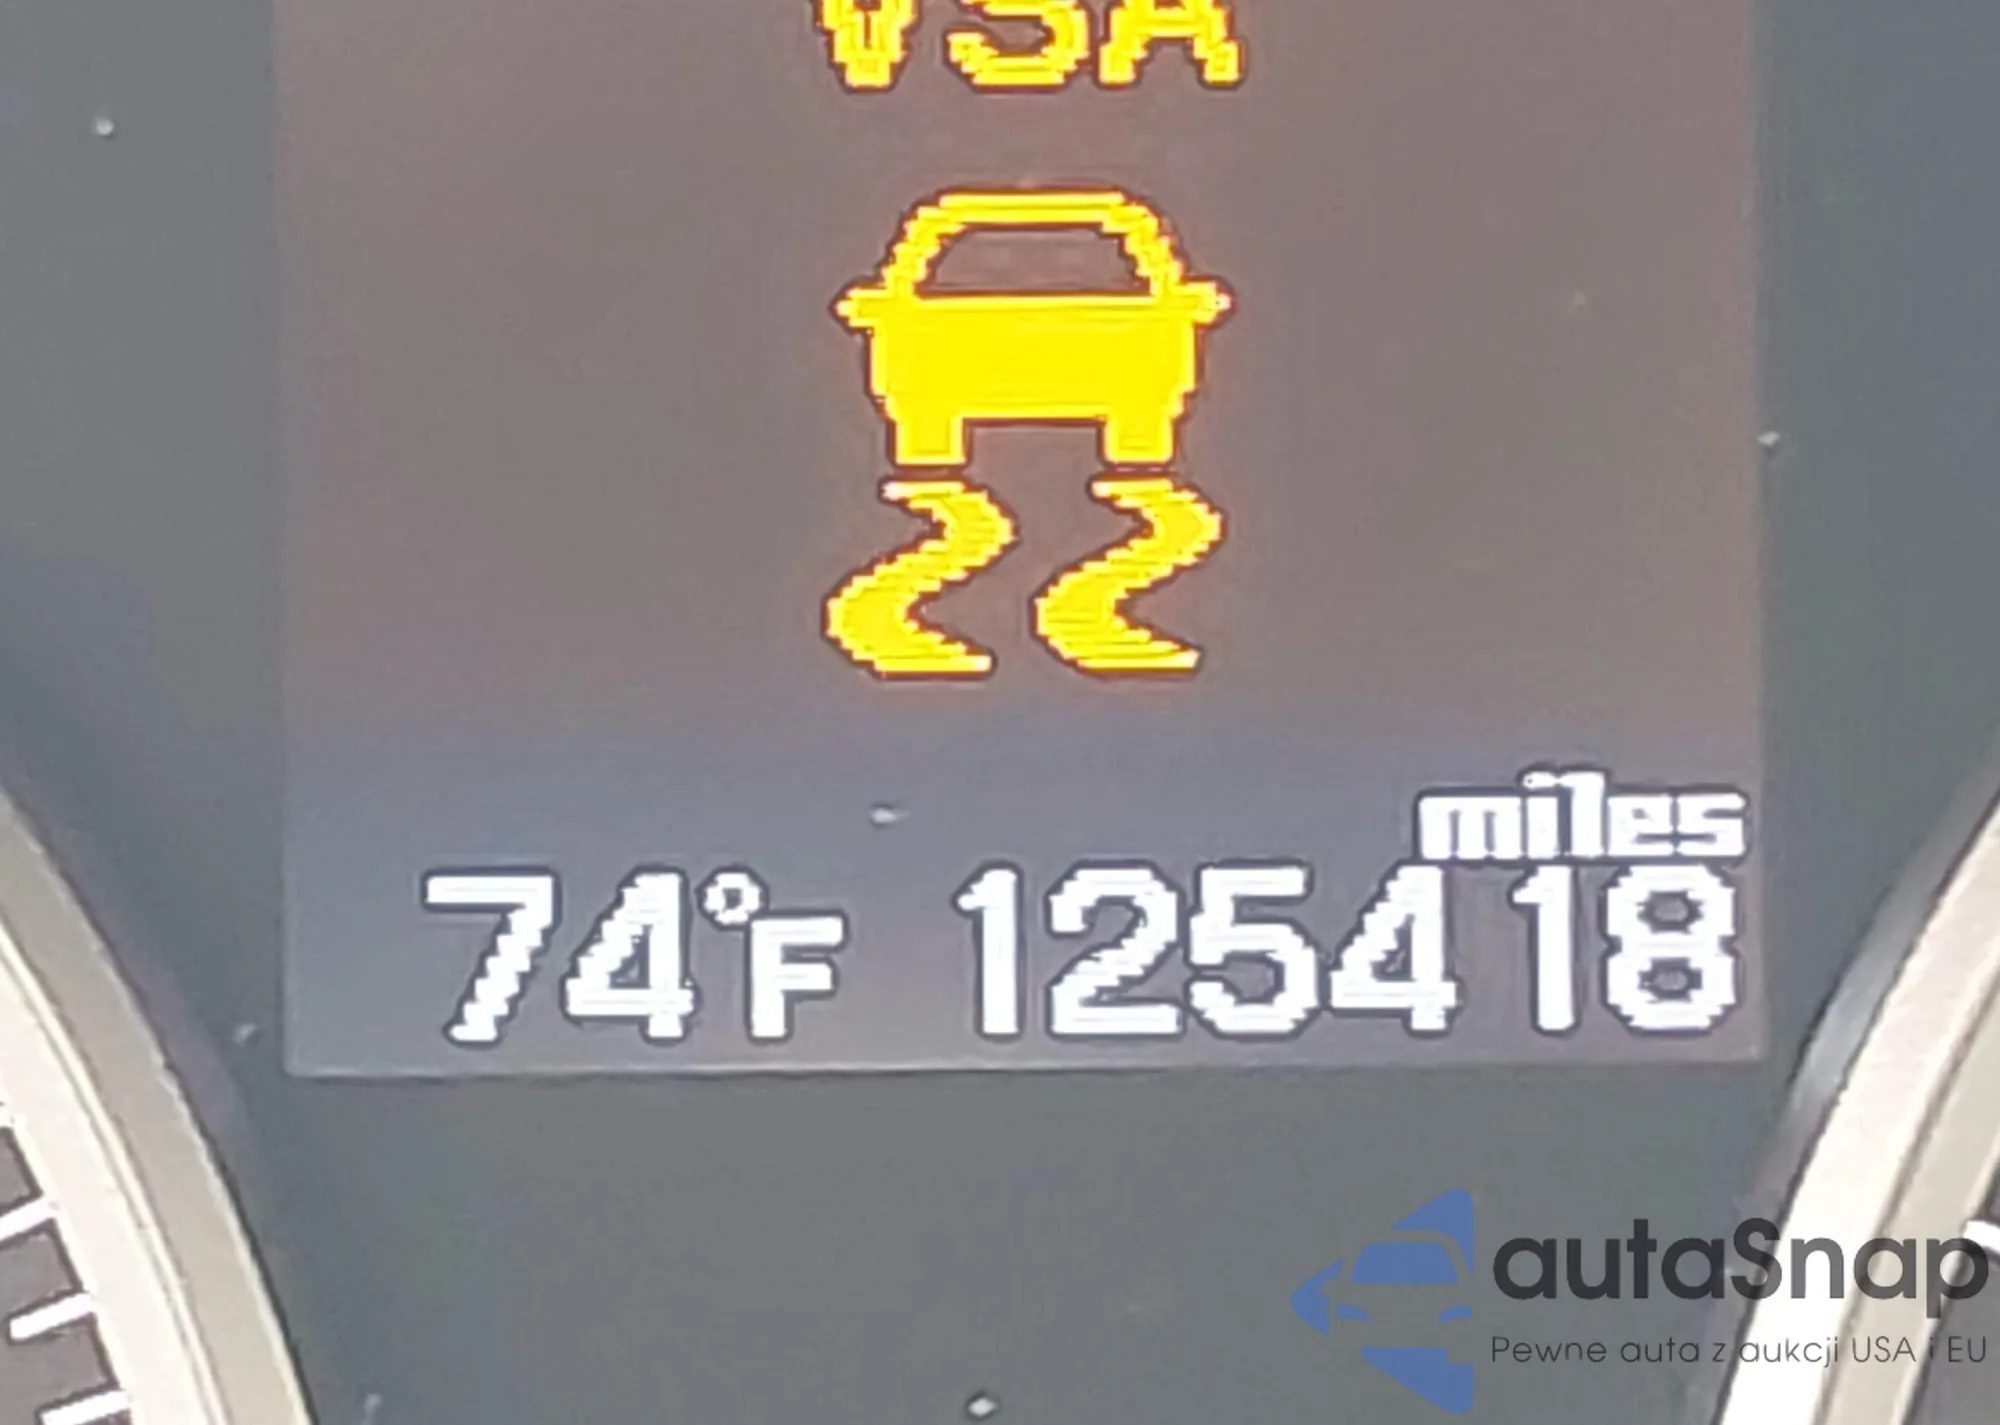 VSA
miles
74°F 125418
autaSnap
Pewne auta z aukcji USA i EU